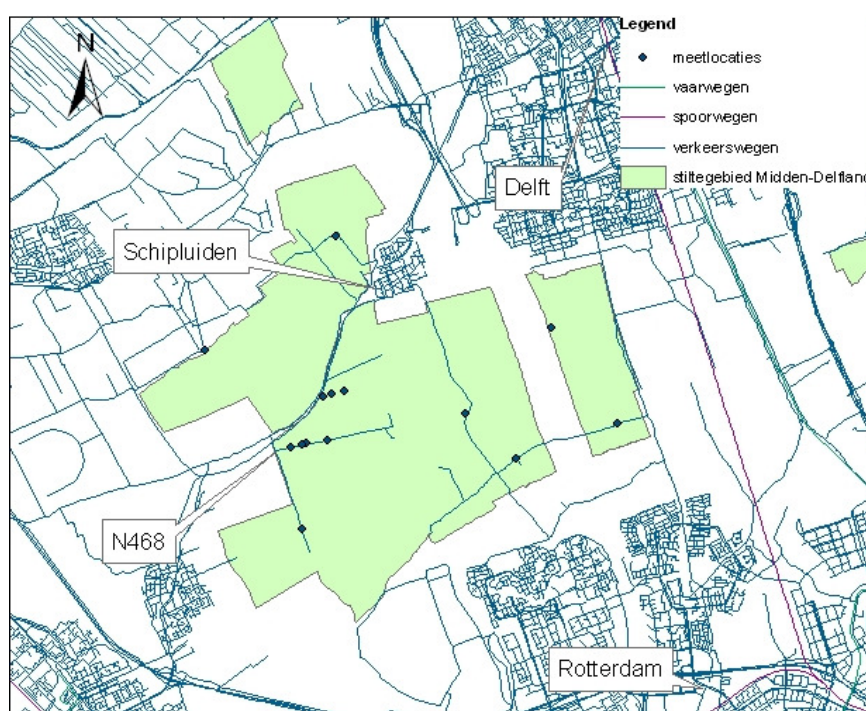 N
Legend
meetlocaties
vaarwegen
spoorwegen
verkeerswegen
stiltegebied Midden-Delfland
Delft
Schipluiden
N468
Rotterdam